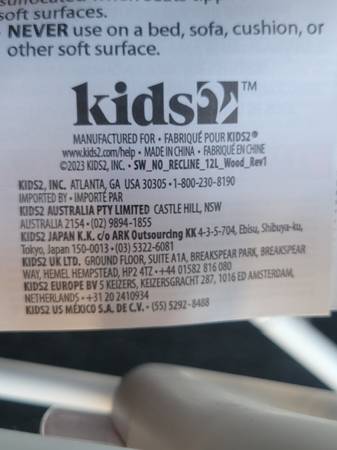 soft surfaces.
NEVER use on a bed, sofa, cushion, or
other soft surface.
kids2™
MANUFACTURED FOR • FABRIQUÉ POUR KIDS2®
www.kids2.com/help • MADE IN CHINA • FABRIQUÉ EN CHINE
©2023 KIDS2, INC. • SW_NO_RECLINE_12L_Wood_Rev1
KIDS2, INC. ATLANTA, GA USA 30305 • 1-800-230-8190
IMPORTED BY • IMPORTÉ PAR
KIDS2 AUSTRALIA PTY LIMITED CASTLE HILL, NSW
AUSTRALIA 2154 • (02) 9894-1855
KIDS2 JAPAN K.K. c/o ARK Outsourcing KK 4-3-5-704, Ebisu, Shibuya-ku,
Tokyo, Japan 150-0013 • (03) 5322-6081
KIDS2 UK LTD. GROUND FLOOR, SUITE A1A, BREAKSPEAR PARK, BREAKSPEAR
WAY, HEMEL HEMPSTEAD, HP2 4TZ • +44 01582 816 080
KIDS2 EUROPE BV 5 KEIZERS, KEIZERSGRACHT 287, 1016 ED AMSTERDAM,
NETHERLANDS • +31 20 2410934
KIDS2 US MÉXICO S.A. DE C.V. • (55) 5292-8488